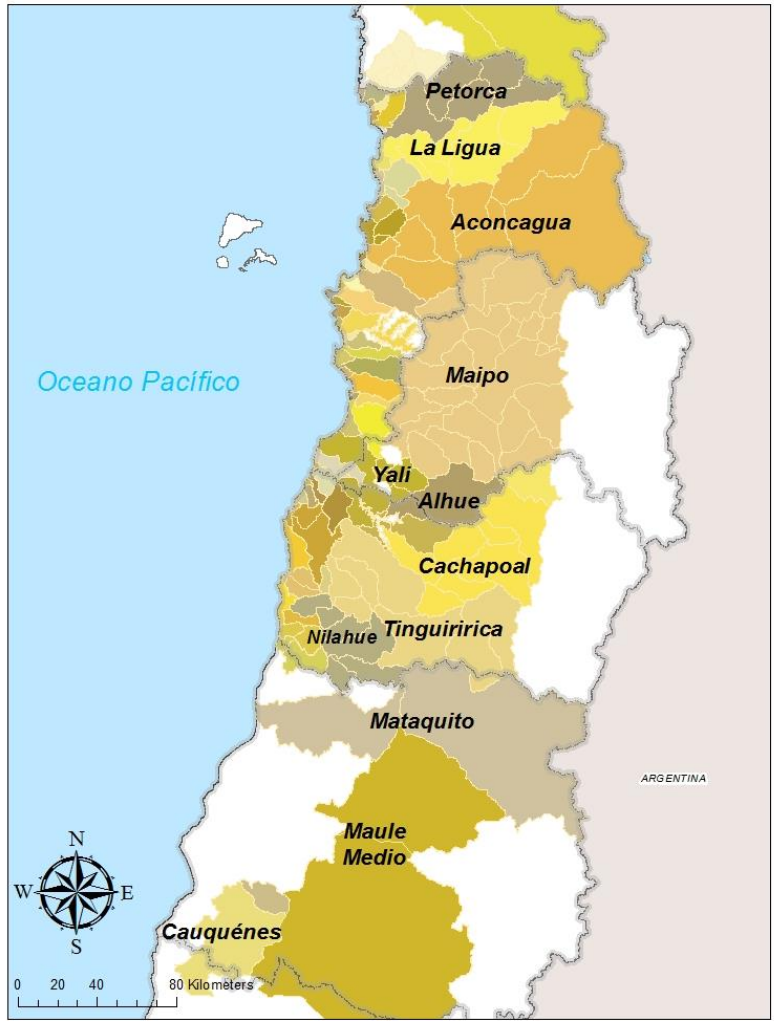 Petorca
La Ligua
Aconcagua
Maipo
Oceano Pacífico
Yali
Alhue
Cachapoal
Nilahue
Tinguiririca
Mataquito
ARGENTINA
Maule
Medio
N
W E
S
Cauquénes
0 20 40 80 Kilometers